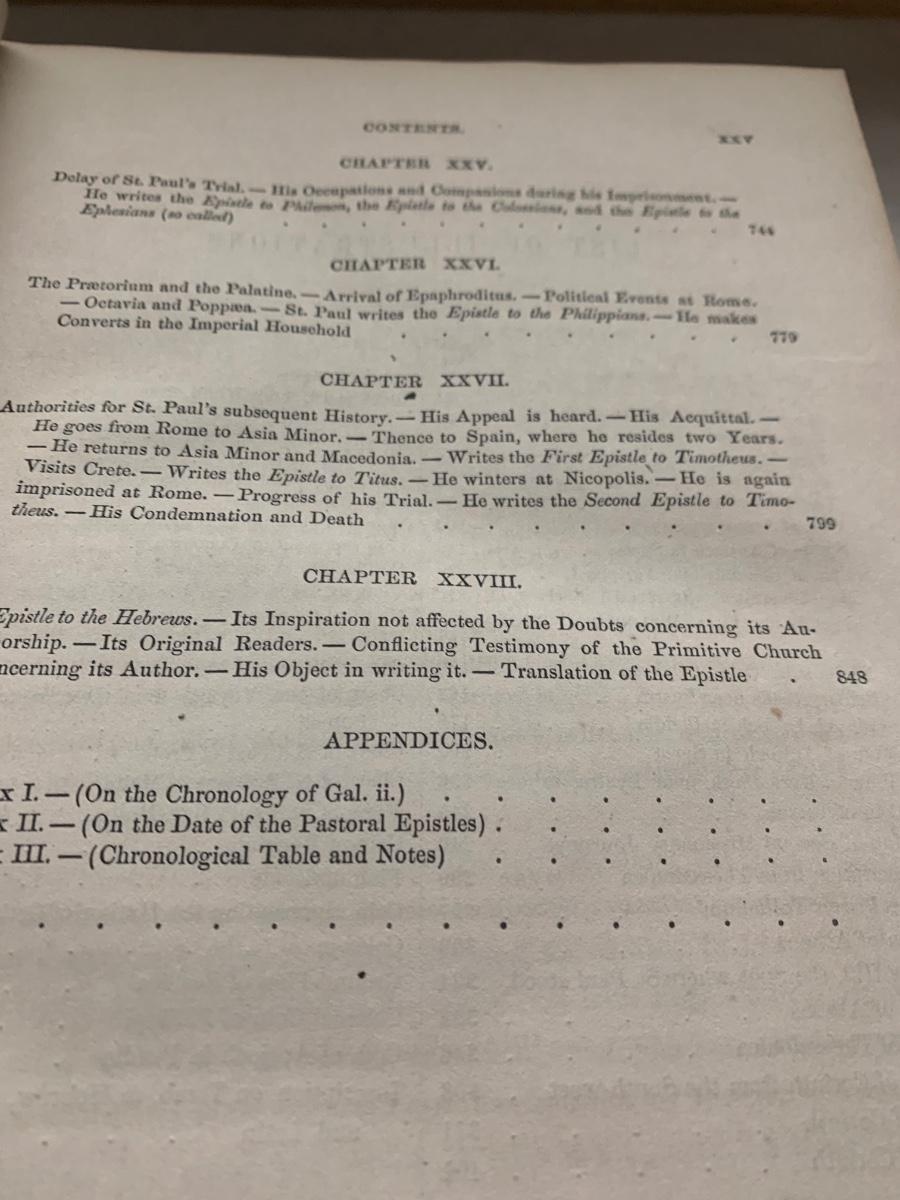 CONTENTS.
xxv
CHAPTER XXV.
Delay of St. Paul's Trial. — His Occupations and Companions during his Imprisonment. —
He writes the Epistle to Philemon, the Epistle to the Colossians, and the Epistle to the
Ephesians (so called) . . . . . . . . . . . 744
CHAPTER XXVI.
The Prætorium and the Palatine. — Arrival of Epaphroditus. — Political Events at Rome.
— Octavia and Poppæa. — St. Paul writes the Epistle to the Philippians. — He makes
Converts in the Imperial Household . . . . . . . . . 779
CHAPTER XXVII.
Authorities for St. Paul's subsequent History. — His Appeal is heard. — His Acquittal. —
He goes from Rome to Asia Minor. — Thence to Spain, where he resides two Years.
— He returns to Asia Minor and Macedonia. — Writes the First Epistle to Timotheus. —
Visits Crete. — Writes the Epistle to Titus. — He winters at Nicopolis. — He is again
imprisoned at Rome. — Progress of his Trial. — He writes the Second Epistle to Timo-
theus. — His Condemnation and Death . . . . . . . . . 799
CHAPTER XXVIII.
Epistle to the Hebrews. — Its Inspiration not affected by the Doubts concerning its Au-
orship. — Its Original Readers. — Conflicting Testimony of the Primitive Church
ncerning its Author. — His Object in writing it. — Translation of the Epistle . 848
APPENDICES.
x I. — (On the Chronology of Gal. ii.) . . . . . . . .
x II. — (On the Date of the Pastoral Epistles) . . . . . . .
III. — (Chronological Table and Notes) . . . . . . .
. . . . . . . . . . . . . . .